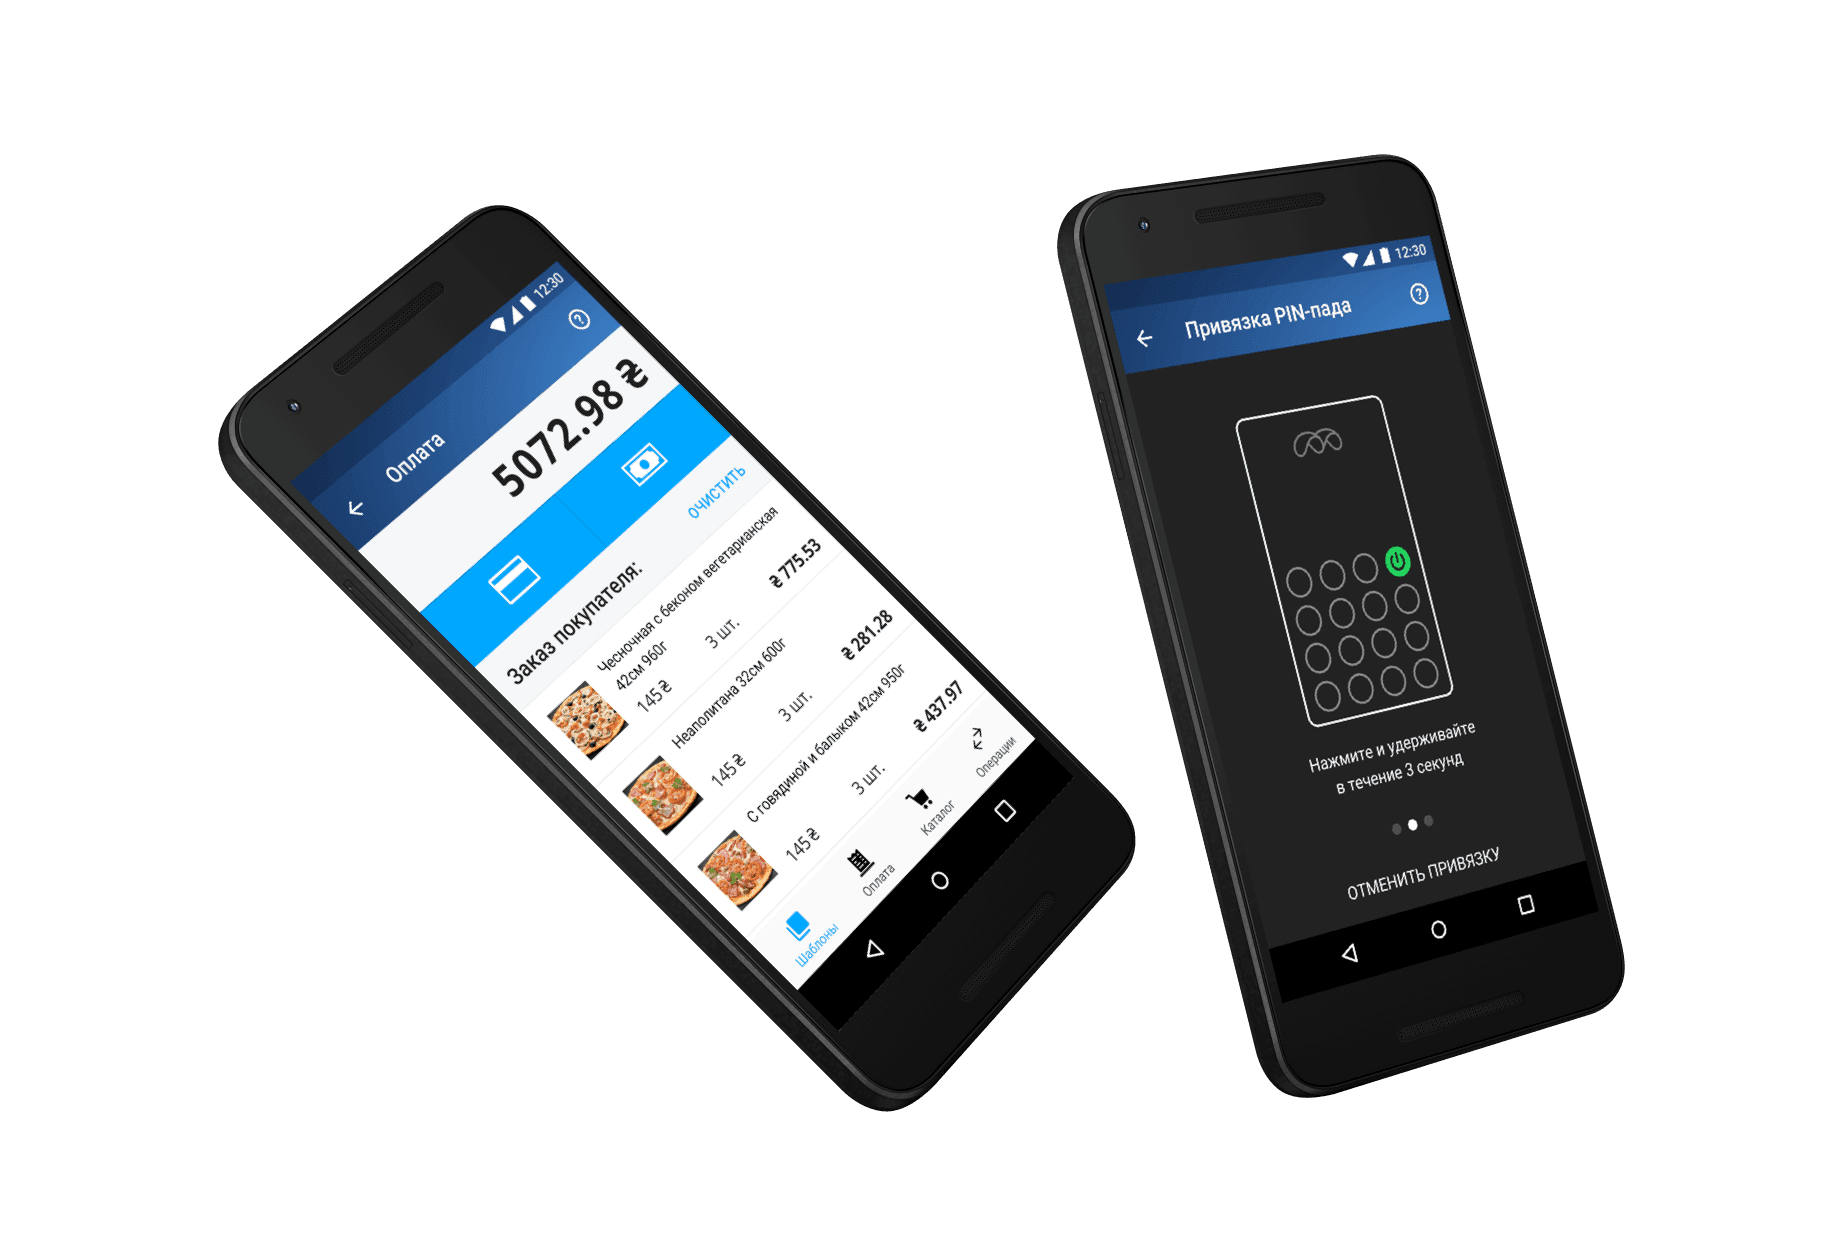 12:30
Оплата
5072.98 ₴
Заказ покупателя:
ОЧИСТИТЬ
Чесночная с беконом вегетарианская
42см 960г
145 ₴
3 шт.
₴ 775.53
Неаполитана 32см 600г
145 ₴
3 шт.
₴ 281.28
С говядиной и балыком 42см 950г
145 ₴
3 шт.
₴ 437.97
Шаблоны
Оплата
Каталог
Операции
12:30
Привязка PIN-пада
Нажмите и удерживайте
в течение 3 секунд
ОТМЕНИТЬ ПРИВЯЗКУ